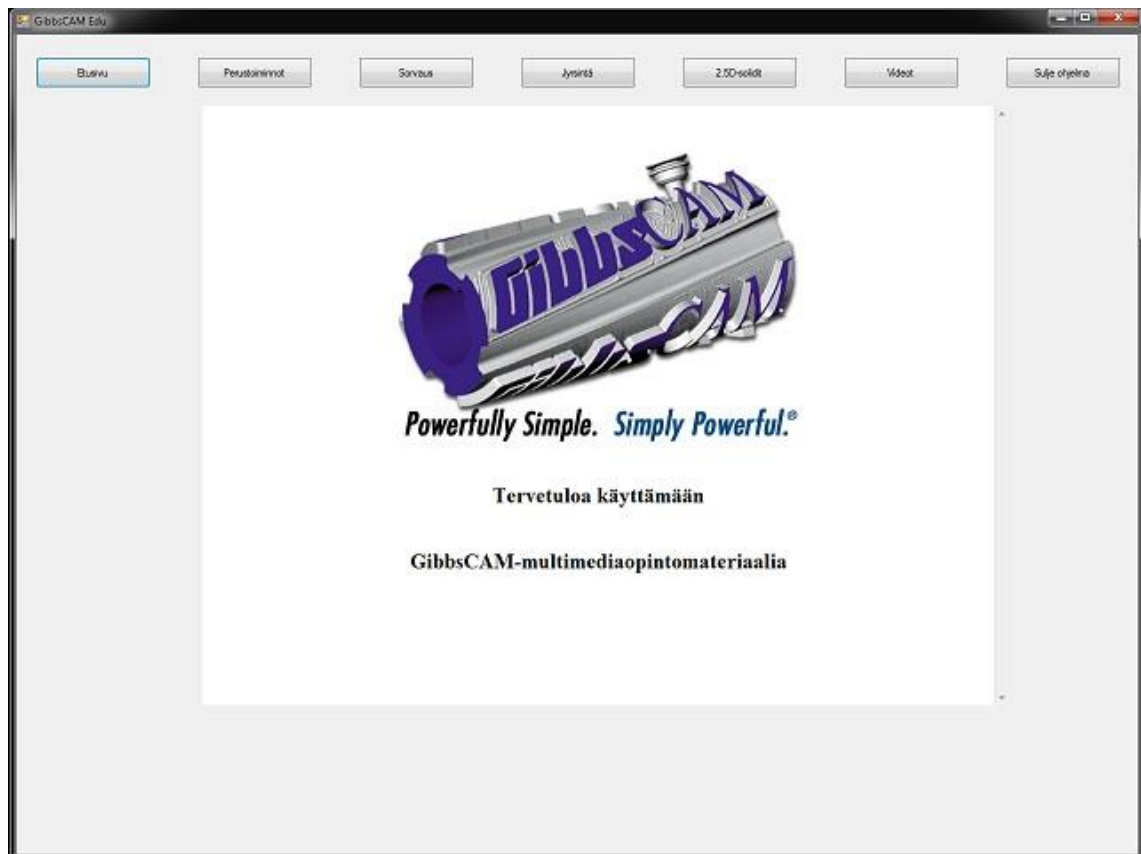 GibbsCAM Edu
Etusivu Perustoiminnot Sorvaus Jyrsintä 2.5D-solidit Videot Sulje ohjelma
GibbsCAM
GibbsCAM
Powerfully Simple. Simply Powerful.®
Tervetuloa käyttämään
GibbsCAM-multimediaopintomateriaalia